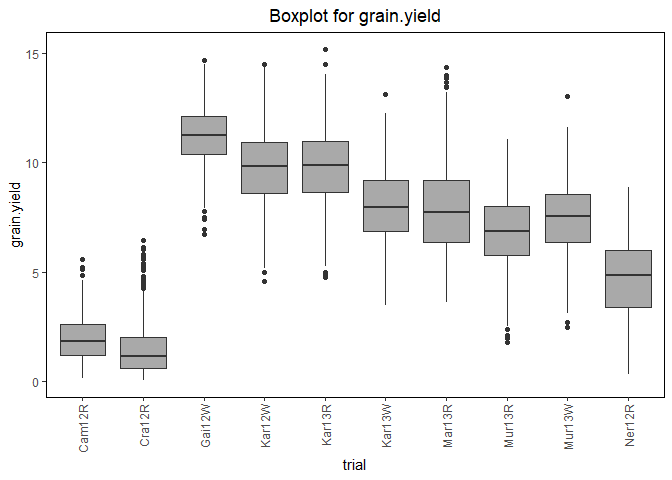 Boxplot for grain.yield
grain.yield
15
10
5
0
Cam12R
Cra12R
Gai12W
Kar12W
Kar13R
Kar13W
Mar13R
Mur13R
Mur13W
Ner12R
trial